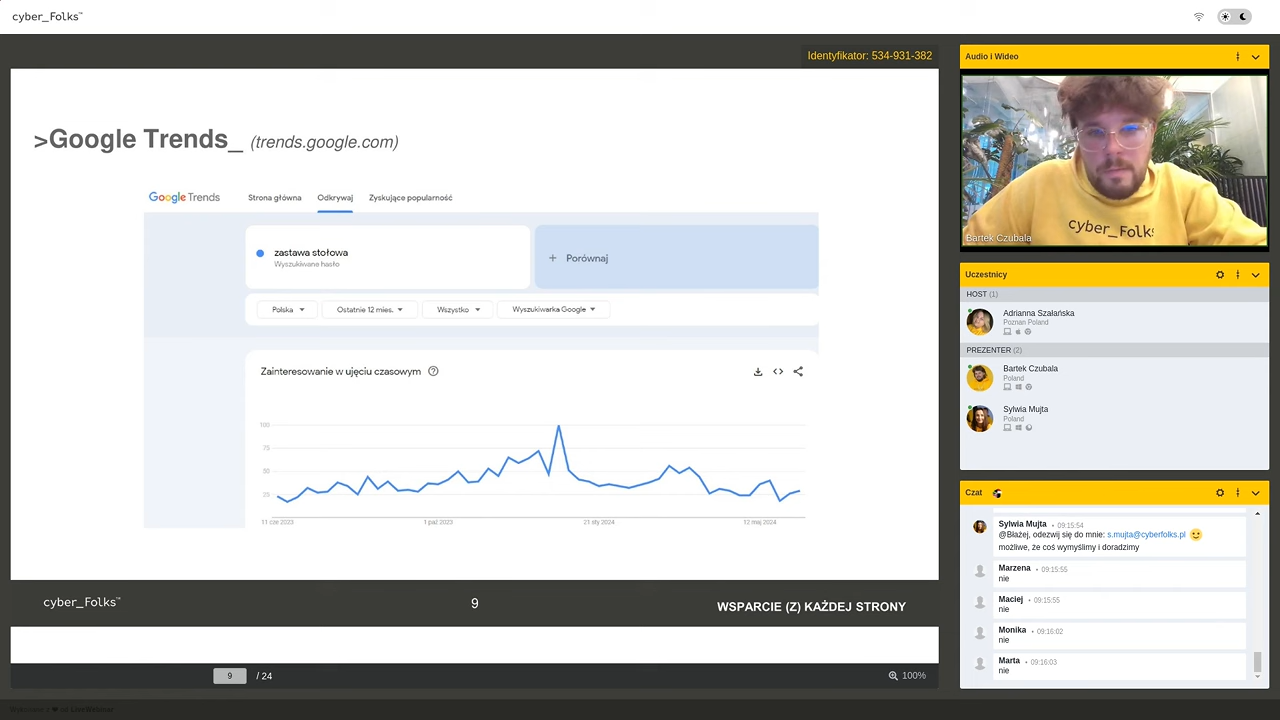 cyber_Folks™
Identyfikator: 534-931-382
>Google Trends_ (trends.google.com)
Google Trends
Strona główna
Odkrywaj
Zyskujące popularność
zastawa stołowa
Wyszukiwane hasło
+ Porównaj
Polska
Ostatnie 12 mies.
Wszystko
Wyszukiwarka Google
Zainteresowanie w ujęciu czasowym
100
75
50
25
11 cze 2023
1 paź 2023
21 sty 2024
12 maj 2024
cyber_Folks™
9
WSPARCIE (Z) KAŻDEJ STRONY
9 / 24
100%
Audio i Wideo
cyber_Folks
Bartek Czubala
Uczestnicy
HOST (1)
Adrianna Szałańska
Poznan Poland
PREZENTER (2)
Bartek Czubala
Poland
Sylwia Mujta
Poland
Czat
Sylwia Mujta • 09:15:54
@Błażej, odezwij się do mnie: s.mujta@cyberfolks.pl
możliwe, że coś wymyślimy i doradzimy
Marzena • 09:15:55
nie
Maciej • 09:15:55
nie
Monika • 09:16:02
nie
Marta • 09:16:03
nie